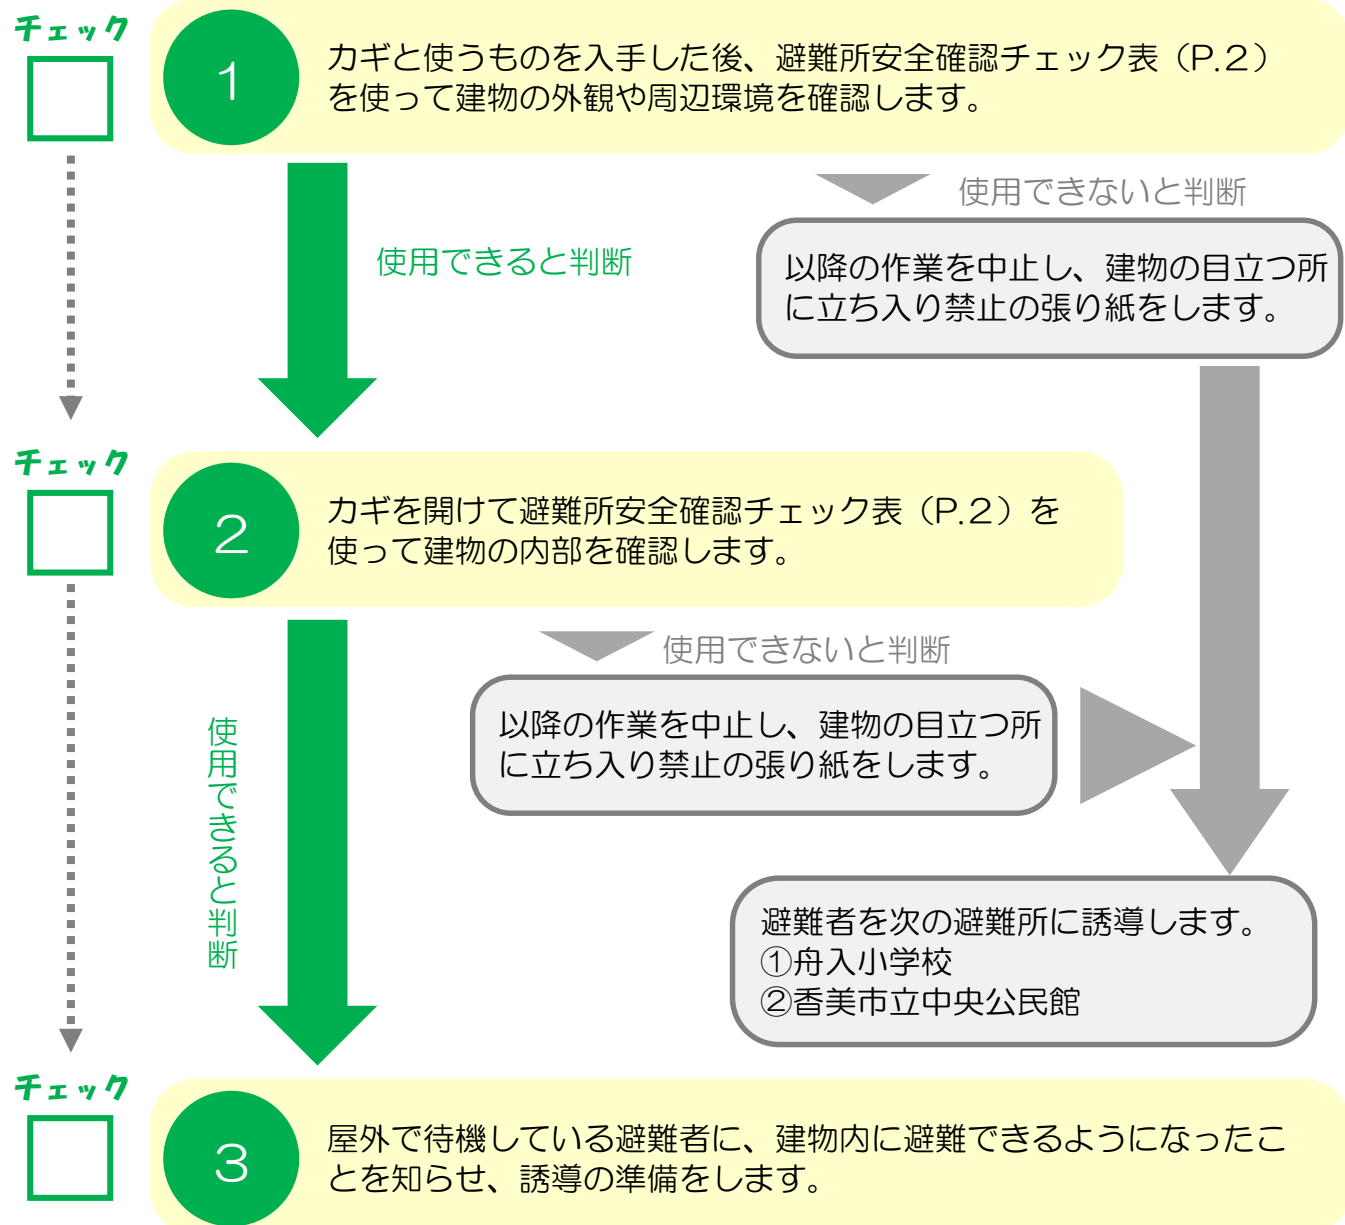 チェック
1
カギと使うものを入手した後、避難所安全確認チェック表（P.2）
を使って建物の外観や周辺環境を確認します。
使用できないと判断
使用できると判断
以降の作業を中止し、建物の目立つ所
に立ち入り禁止の張り紙をします。
チェック
2
カギを開けて避難所安全確認チェック表（P.2）を
使って建物の内部を確認します。
使用できないと判断
以降の作業を中止し、建物の目立つ所
に立ち入り禁止の張り紙をします。
使用できると判断
避難者を次の避難所に誘導します。
①舟入小学校
②香美市立中央公民館
チェック
3
屋外で待機している避難者に、建物内に避難できるようになったこ
とを知らせ、誘導の準備をします。